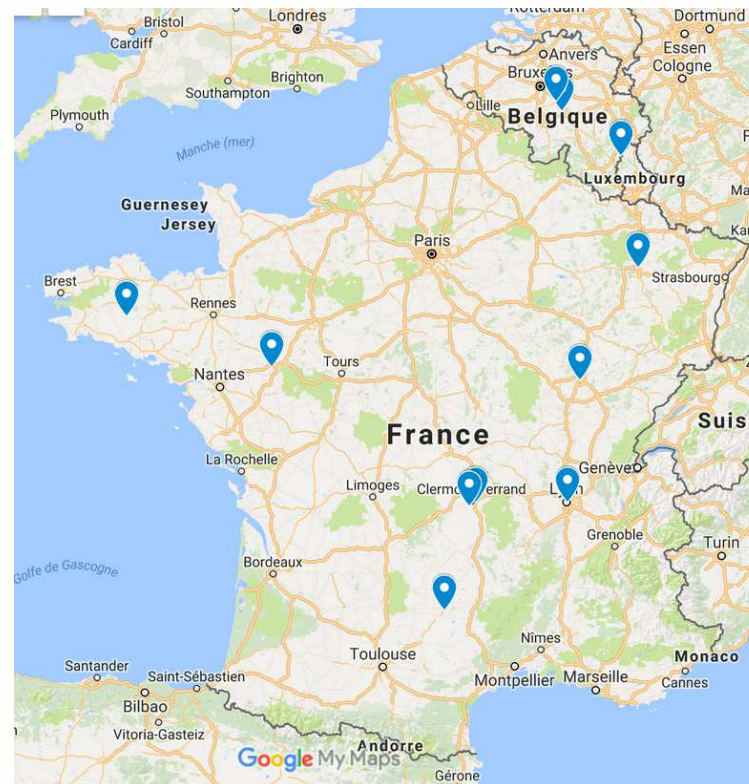 Londres
Rotterdam
Dortmund
Bristol
Cardiff
Anvers
Essen
Cologne
Southampton
Brighton
Bruxelles
Lille
Plymouth
Belgique
Manche (mer)
Luxembourg
Guernesey
Jersey
Paris
Strasbourg
Brest
Rennes
Tours
Nantes
France
Suis
La Rochelle
Genève
Limoges
Clermont-Ferrand
Lyon
Grenoble
Turin
Bordeaux
Golfe de Gascogne
Nîmes
Toulouse
Monaco
Santander
Saint-Sébastien
Montpellier
Marseille
Cannes
Bilbao
Vitoria-Gasteiz
Andorre
Google My Maps
Gérone